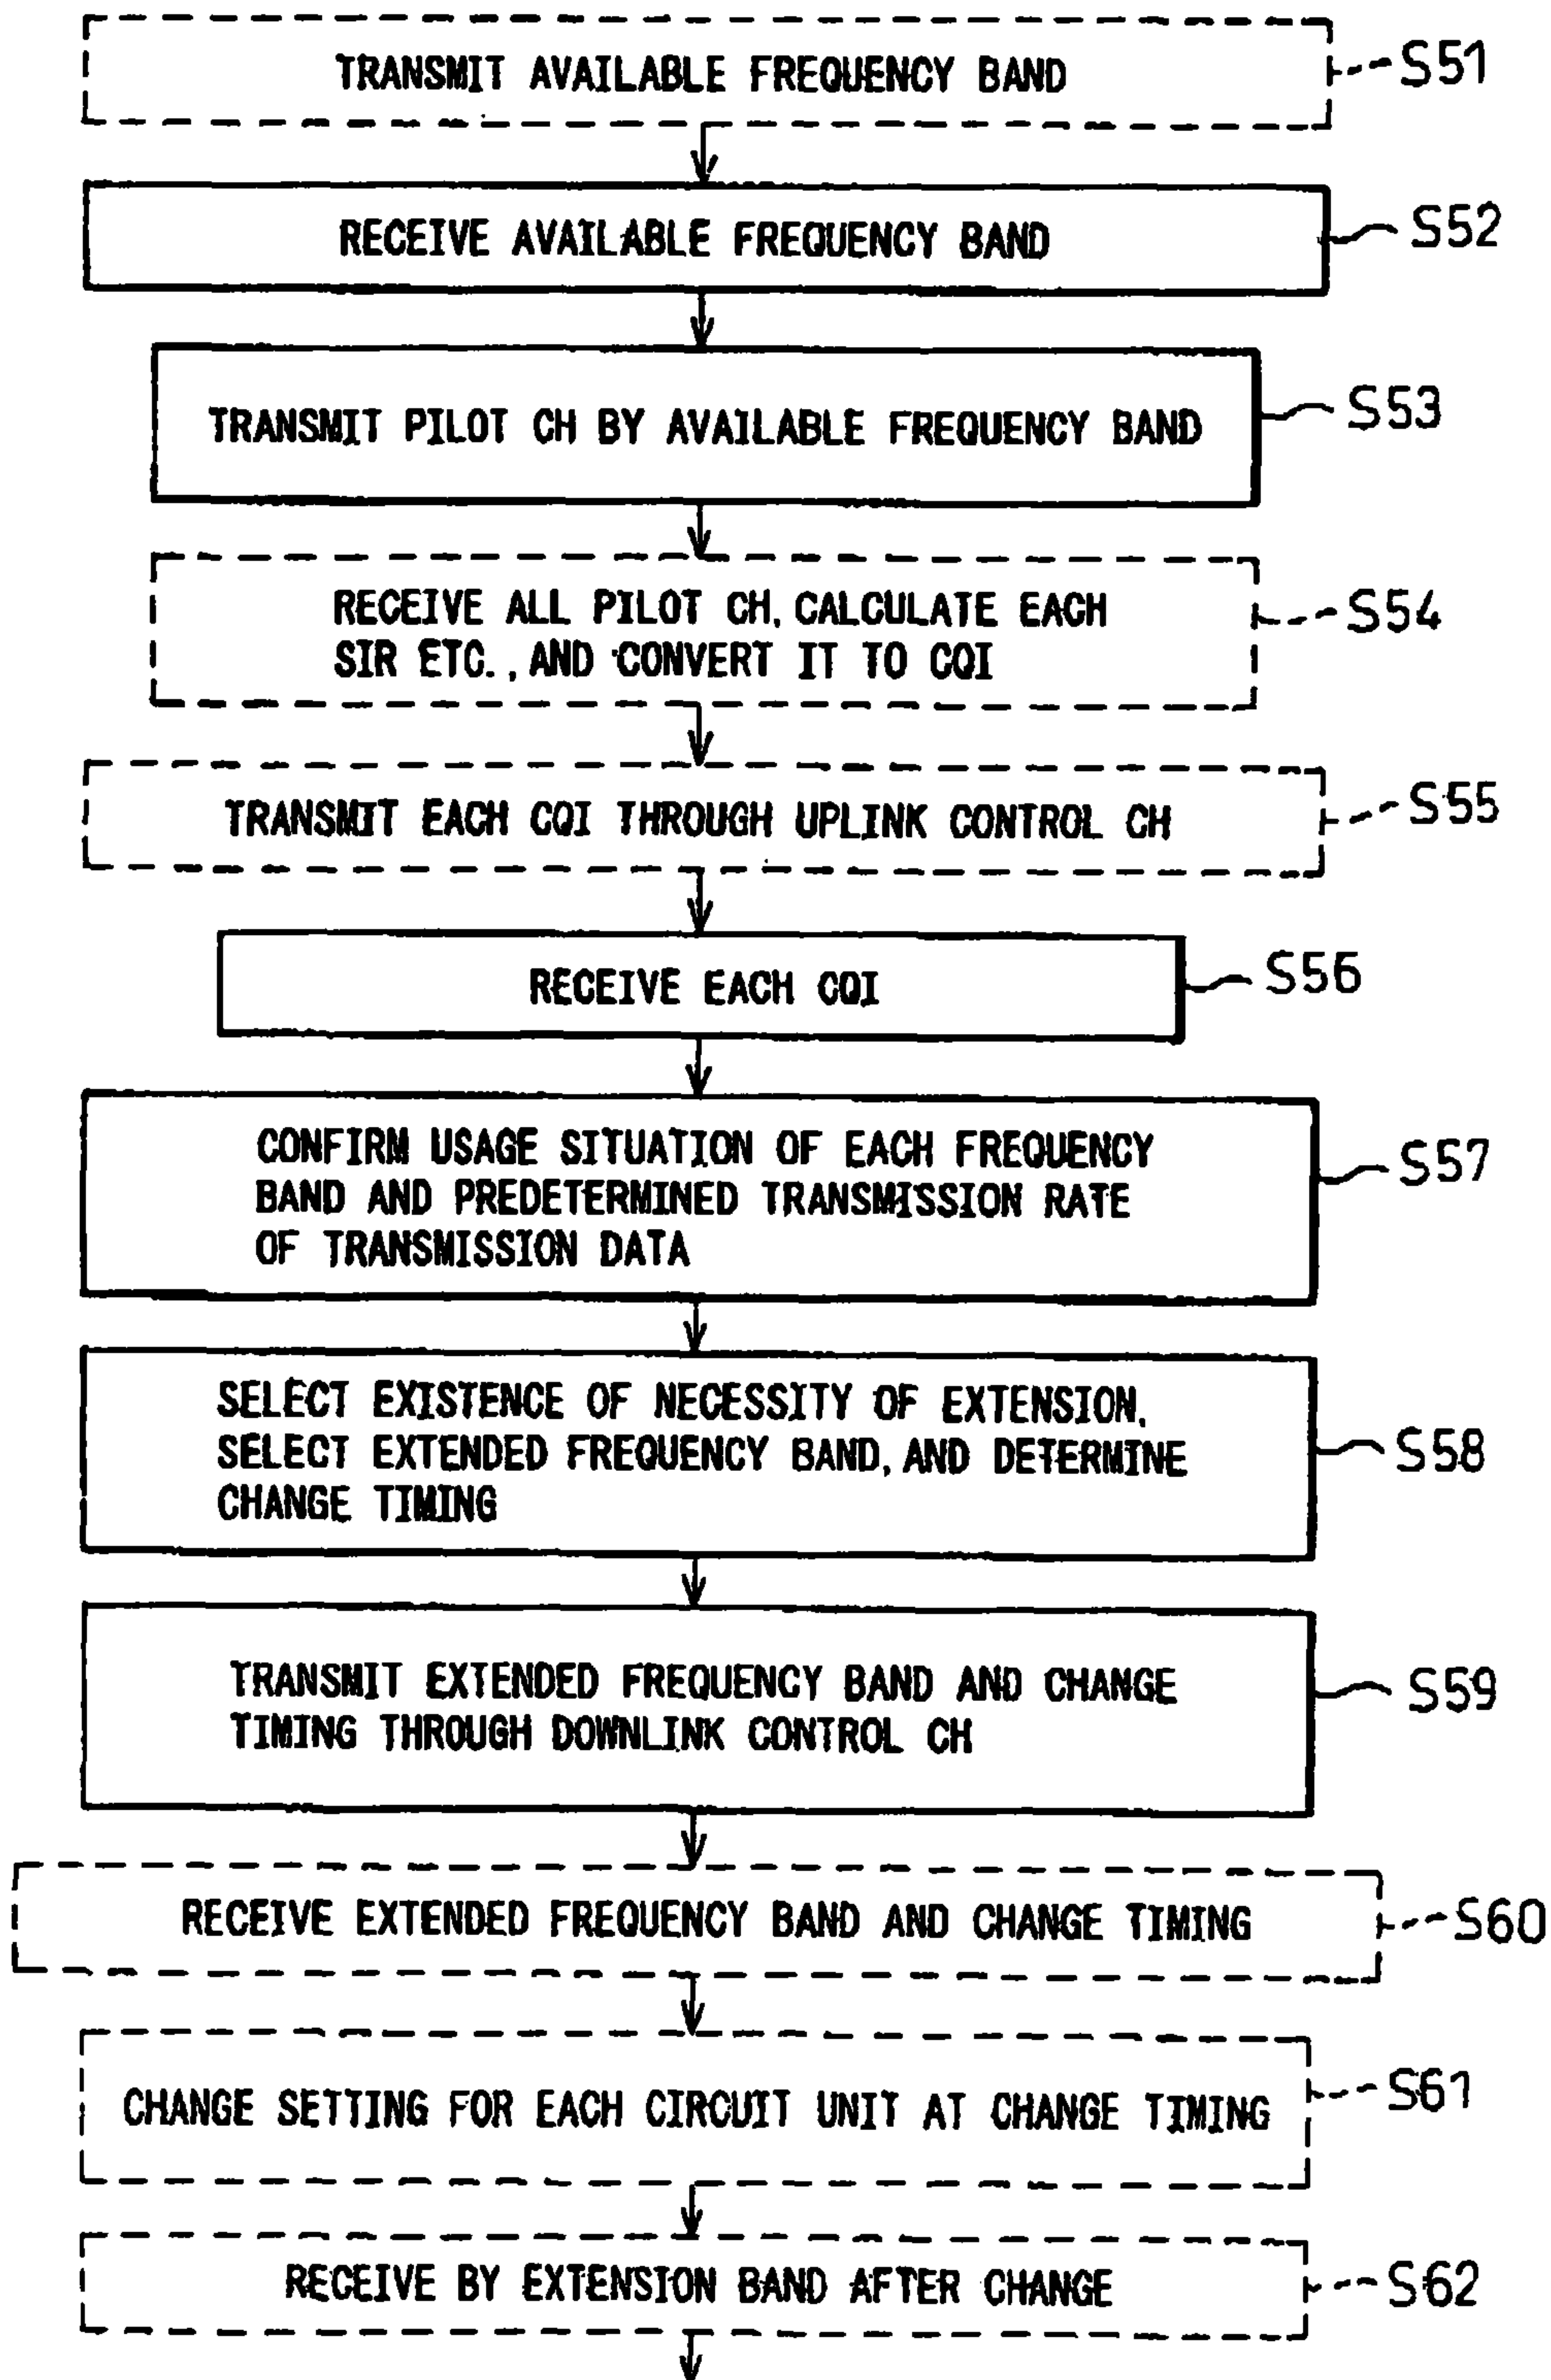 TRANSMIT AVAILABLE FREQUENCY BAND
S51
RECEIVE AVAILABLE FREQUENCY BAND
S52
TRANSMIT PILOT CH BY AVAILABLE FREQUENCY BAND
S53
RECEIVE ALL PILOT CH, CALCULATE EACH
SIR ETC., AND CONVERT IT TO CQI
S54
TRANSMIT EACH CQI THROUGH UPLINK CONTROL CH
S55
RECEIVE EACH CQI
S56
CONFIRM USAGE SITUATION OF EACH FREQUENCY
BAND AND PREDETERMINED TRANSMISSION RATE
OF TRANSMISSION DATA
S57
SELECT EXISTENCE OF NECESSITY OF EXTENSION,
SELECT EXTENDED FREQUENCY BAND, AND DETERMINE
CHANGE TIMING
S58
TRANSMIT EXTENDED FREQUENCY BAND AND CHANGE
TIMING THROUGH DOWNLINK CONTROL CH
S59
RECEIVE EXTENDED FREQUENCY BAND AND CHANGE TIMING
S60
CHANGE SETTING FOR EACH CIRCUIT UNIT AT CHANGE TIMING
S61
RECEIVE BY EXTENSION BAND AFTER CHANGE
S62